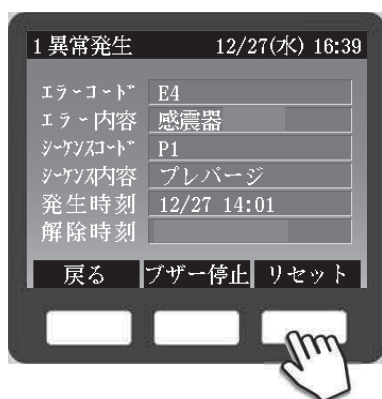 1 異常発生 12/27(水) 16:39
エラーコード E4
エラー内容 感震器
シーケンスコード P1
シーケンス内容 プレパージ
発生時刻 12/27 14:01
解除時刻
戻る ブザー停止 リセット